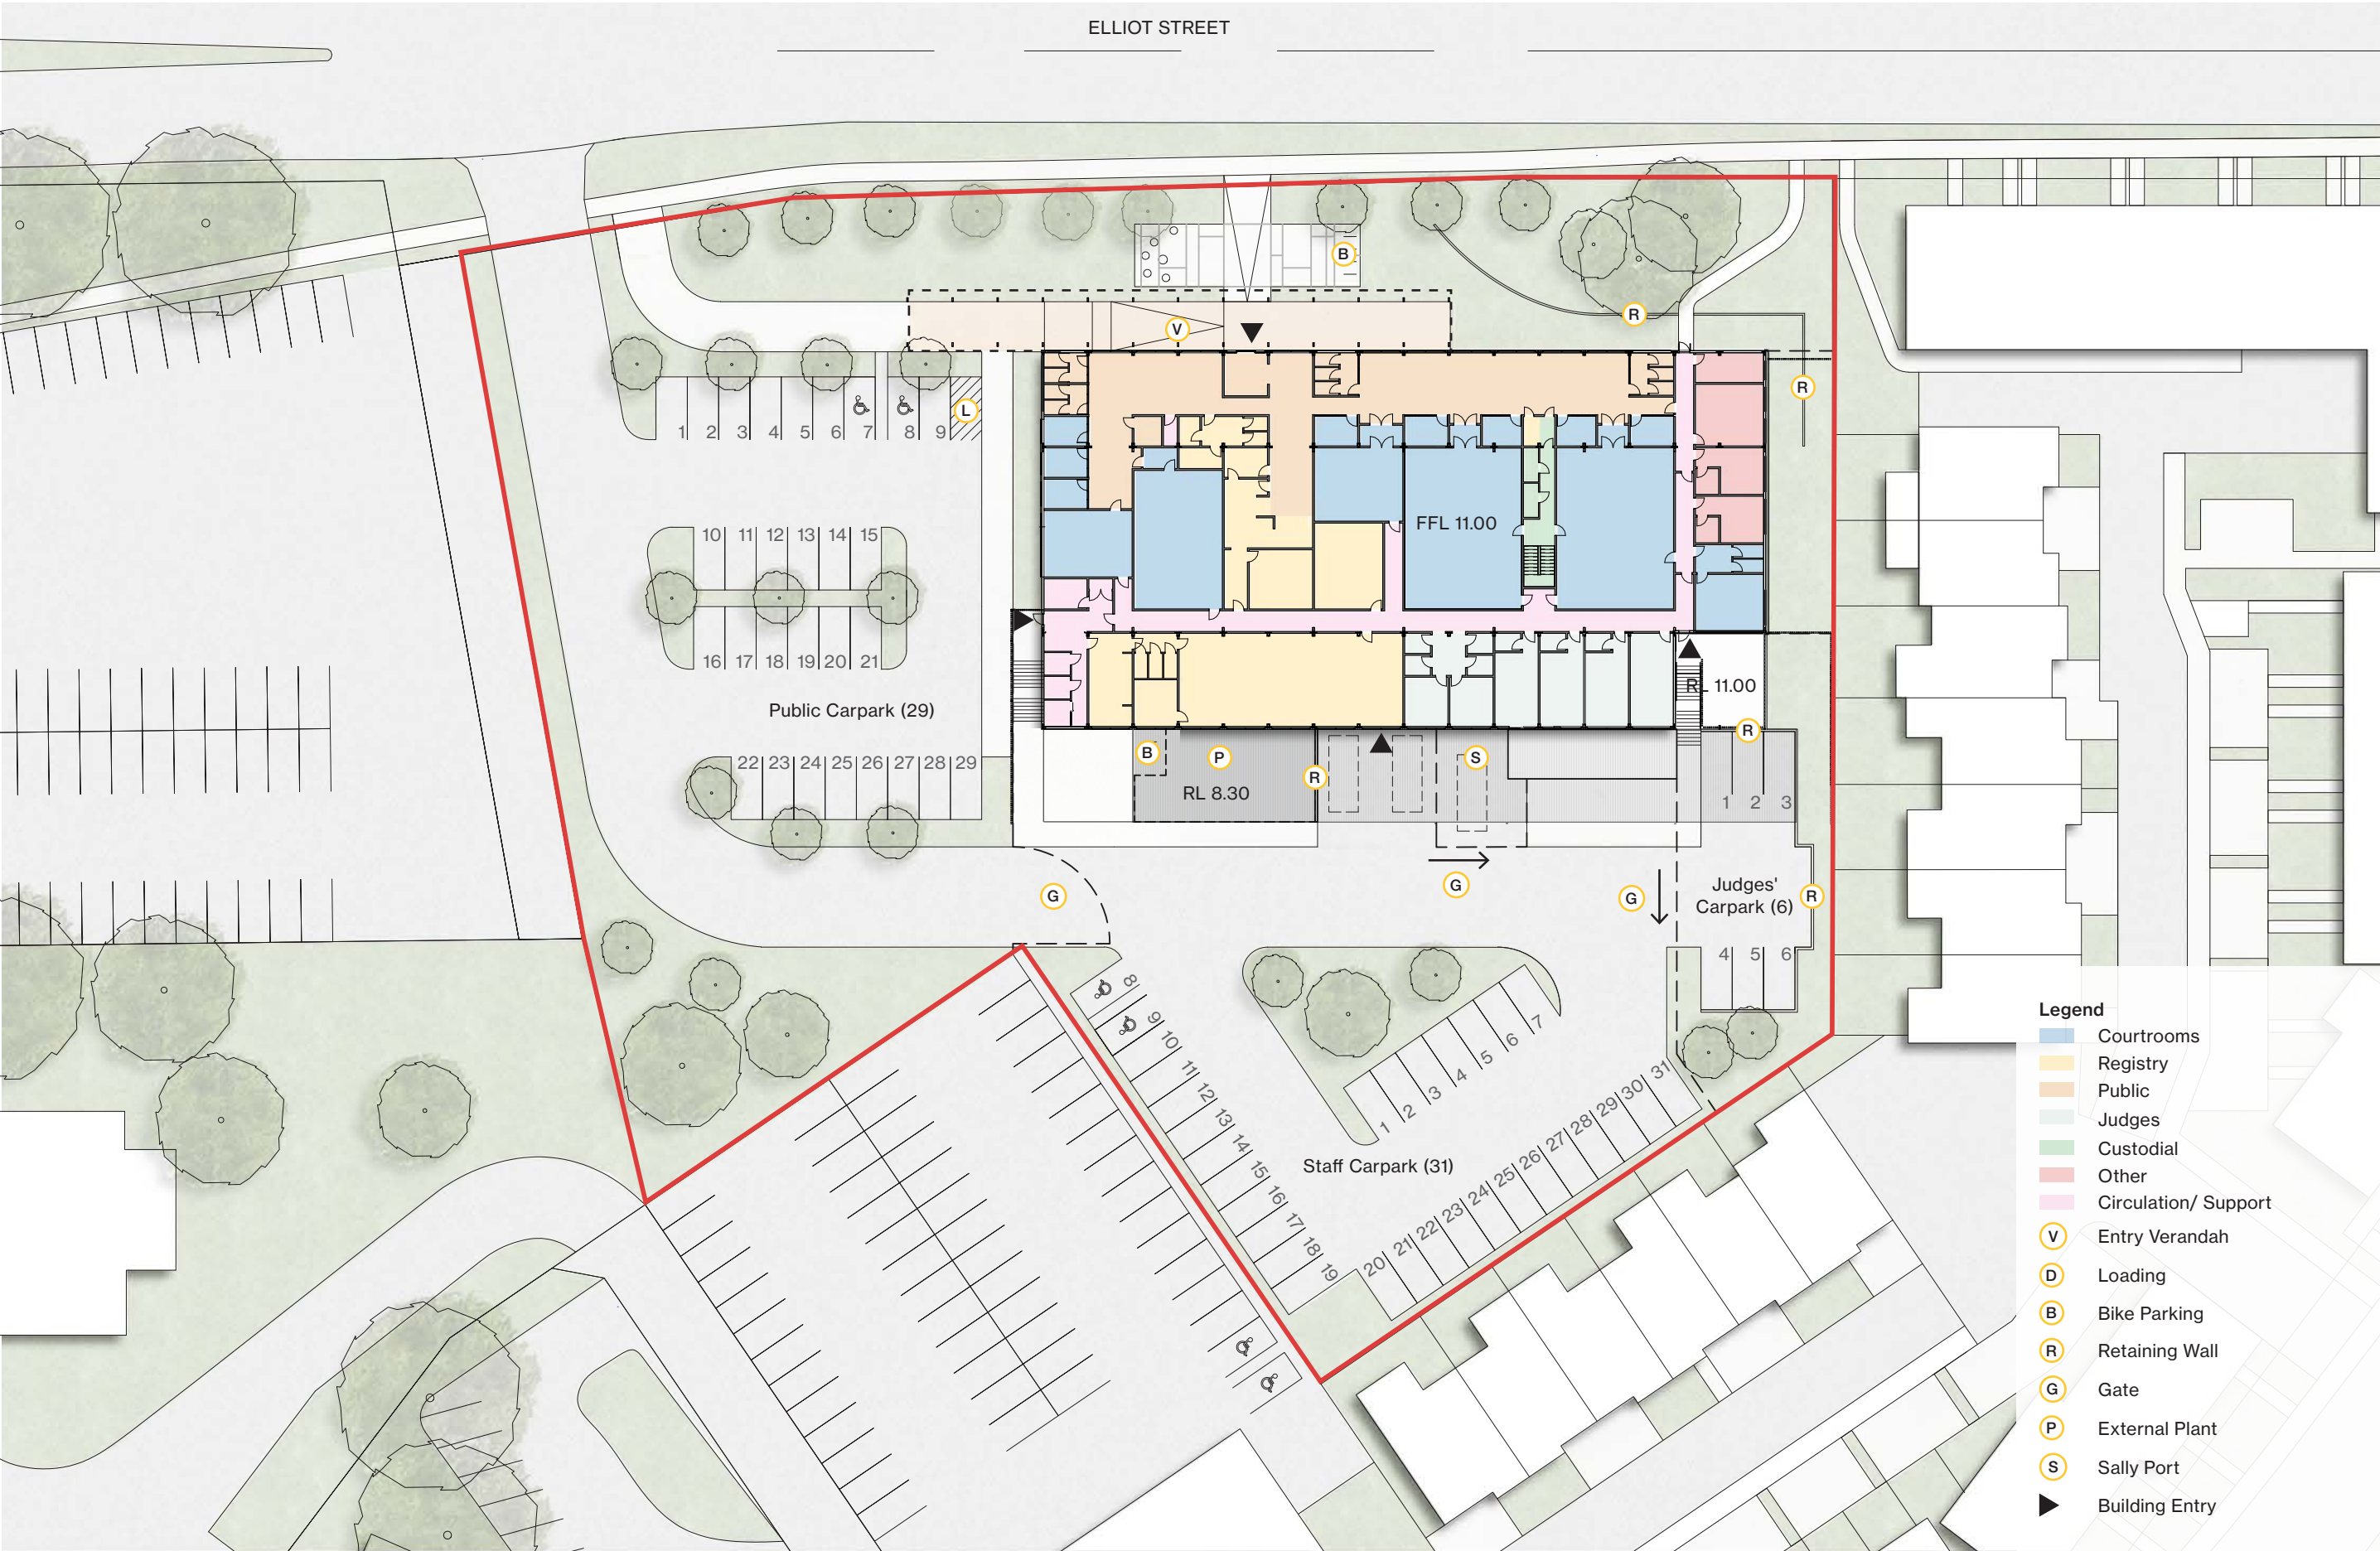 ELLIOT STREET
B
V
R
R
L
1 2 3 4 5 6 7 8 9
FFL 11.00
10 11 12 13 14 15
16 17 18 19 20 21
Public Carpark (29)
RL 11.00
R
22 23 24 25 26 27 28 29
B
P
R
S
RL 8.30
1 2 3
G
G
G
Judges'
Carpark (6)
R
4 5 6
8
9
10
11
12
13
14
15
16
17
18
19
1 2 3 4 5 6 7
Staff Carpark (31)
20 21 22 23 24 25 26 27 28 29 30 31
Legend
Courtrooms
Registry
Public
Judges
Custodial
Other
Circulation/ Support
V Entry Verandah
D Loading
B Bike Parking
R Retaining Wall
G Gate
P External Plant
S Sally Port
Building Entry